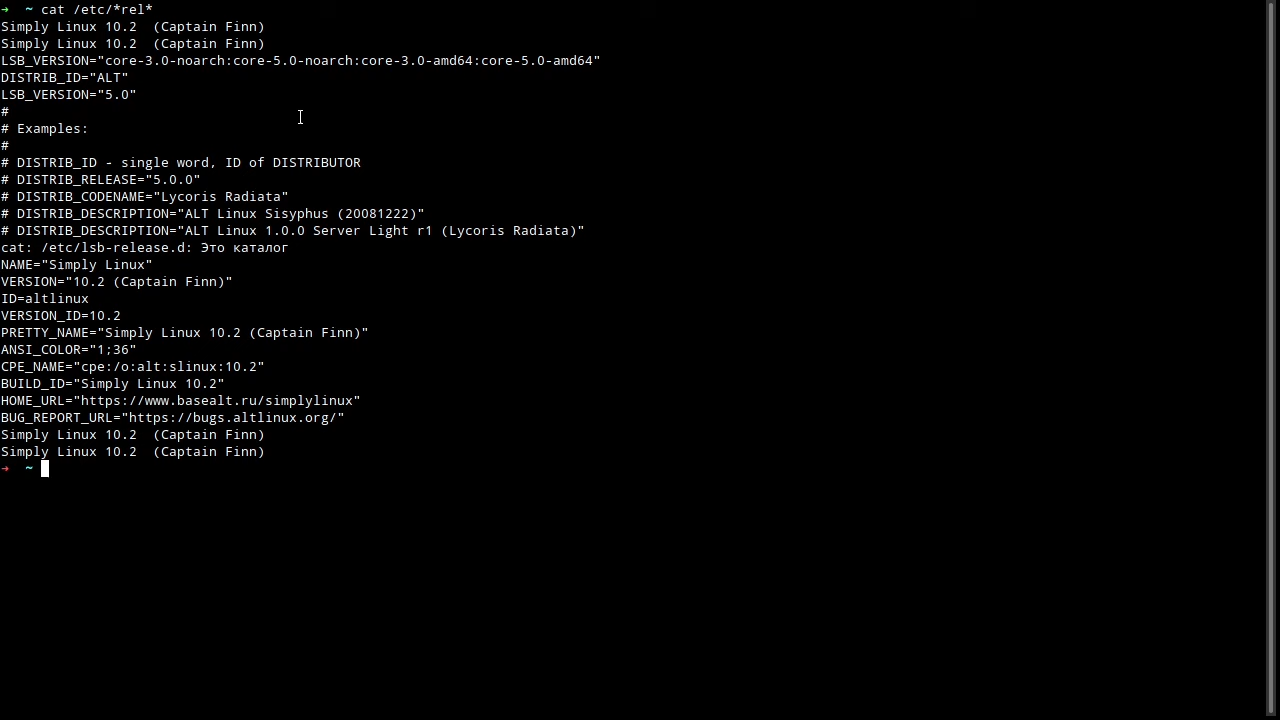 ➜  ~ cat /etc/*rel*
Simply Linux 10.2  (Captain Finn)
Simply Linux 10.2  (Captain Finn)
LSB_VERSION="core-3.0-noarch:core-5.0-noarch:core-3.0-amd64:core-5.0-amd64"
DISTRIB_ID="ALT"
LSB_VERSION="5.0"
#
# Examples:
#
# DISTRIB_ID - single word, ID of DISTRIBUTOR
# DISTRIB_RELEASE="5.0.0"
# DISTRIB_CODENAME="Lycoris Radiata"
# DISTRIB_DESCRIPTION="ALT Linux Sisyphus (20081222)"
# DISTRIB_DESCRIPTION="ALT Linux 1.0.0 Server Light r1 (Lycoris Radiata)"
cat: /etc/lsb-release.d: Это каталог
NAME="Simply Linux"
VERSION="10.2 (Captain Finn)"
ID=altlinux
VERSION_ID=10.2
PRETTY_NAME="Simply Linux 10.2 (Captain Finn)"
ANSI_COLOR="1;36"
CPE_NAME="cpe:/o:alt:slinux:10.2"
BUILD_ID="Simply Linux 10.2"
HOME_URL="https://www.basealt.ru/simplylinux"
BUG_REPORT_URL="https://bugs.altlinux.org/"
Simply Linux 10.2  (Captain Finn)
Simply Linux 10.2  (Captain Finn)
➜  ~